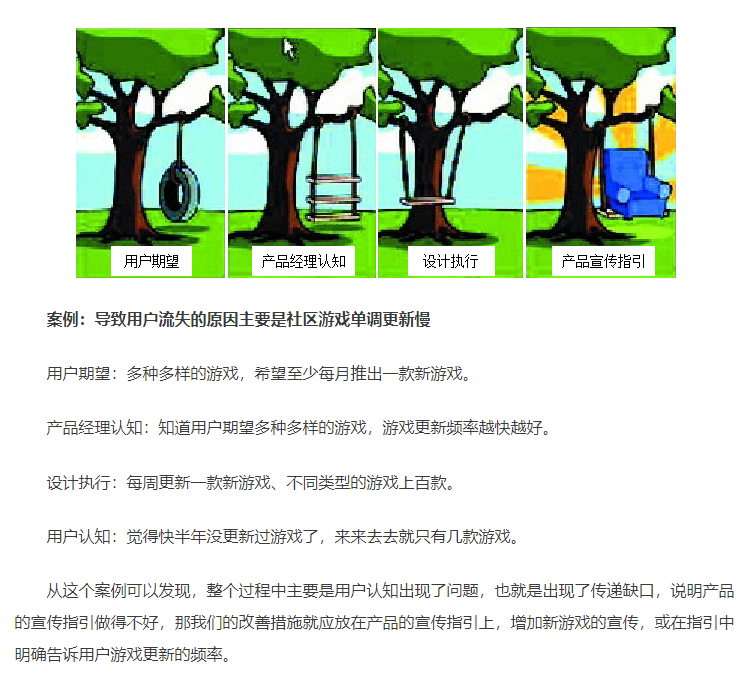 用户期望
产品经理认知
设计执行
产品宣传指引
案例：导致用户流失的原因主要是社区游戏单调更新慢
用户期望：多种多样的游戏，希望至少每月推出一款新游戏。
产品经理认知：知道用户期望多种多样的游戏，游戏更新频率越快越好。
设计执行：每周更新一款新游戏、不同类型的游戏上百款。
用户认知：觉得快半年没更新过游戏了，来来去去就只有几款游戏。
从这个案例可以发现，整个过程中主要是用户认知出现了问题，也就是出现了传递缺口，说明产品
的宣传指引做得不好，那我们的改善措施就应放在产品的宣传指引上，增加新游戏的宣传，或在指引中
明确告诉用户游戏更新的频率。